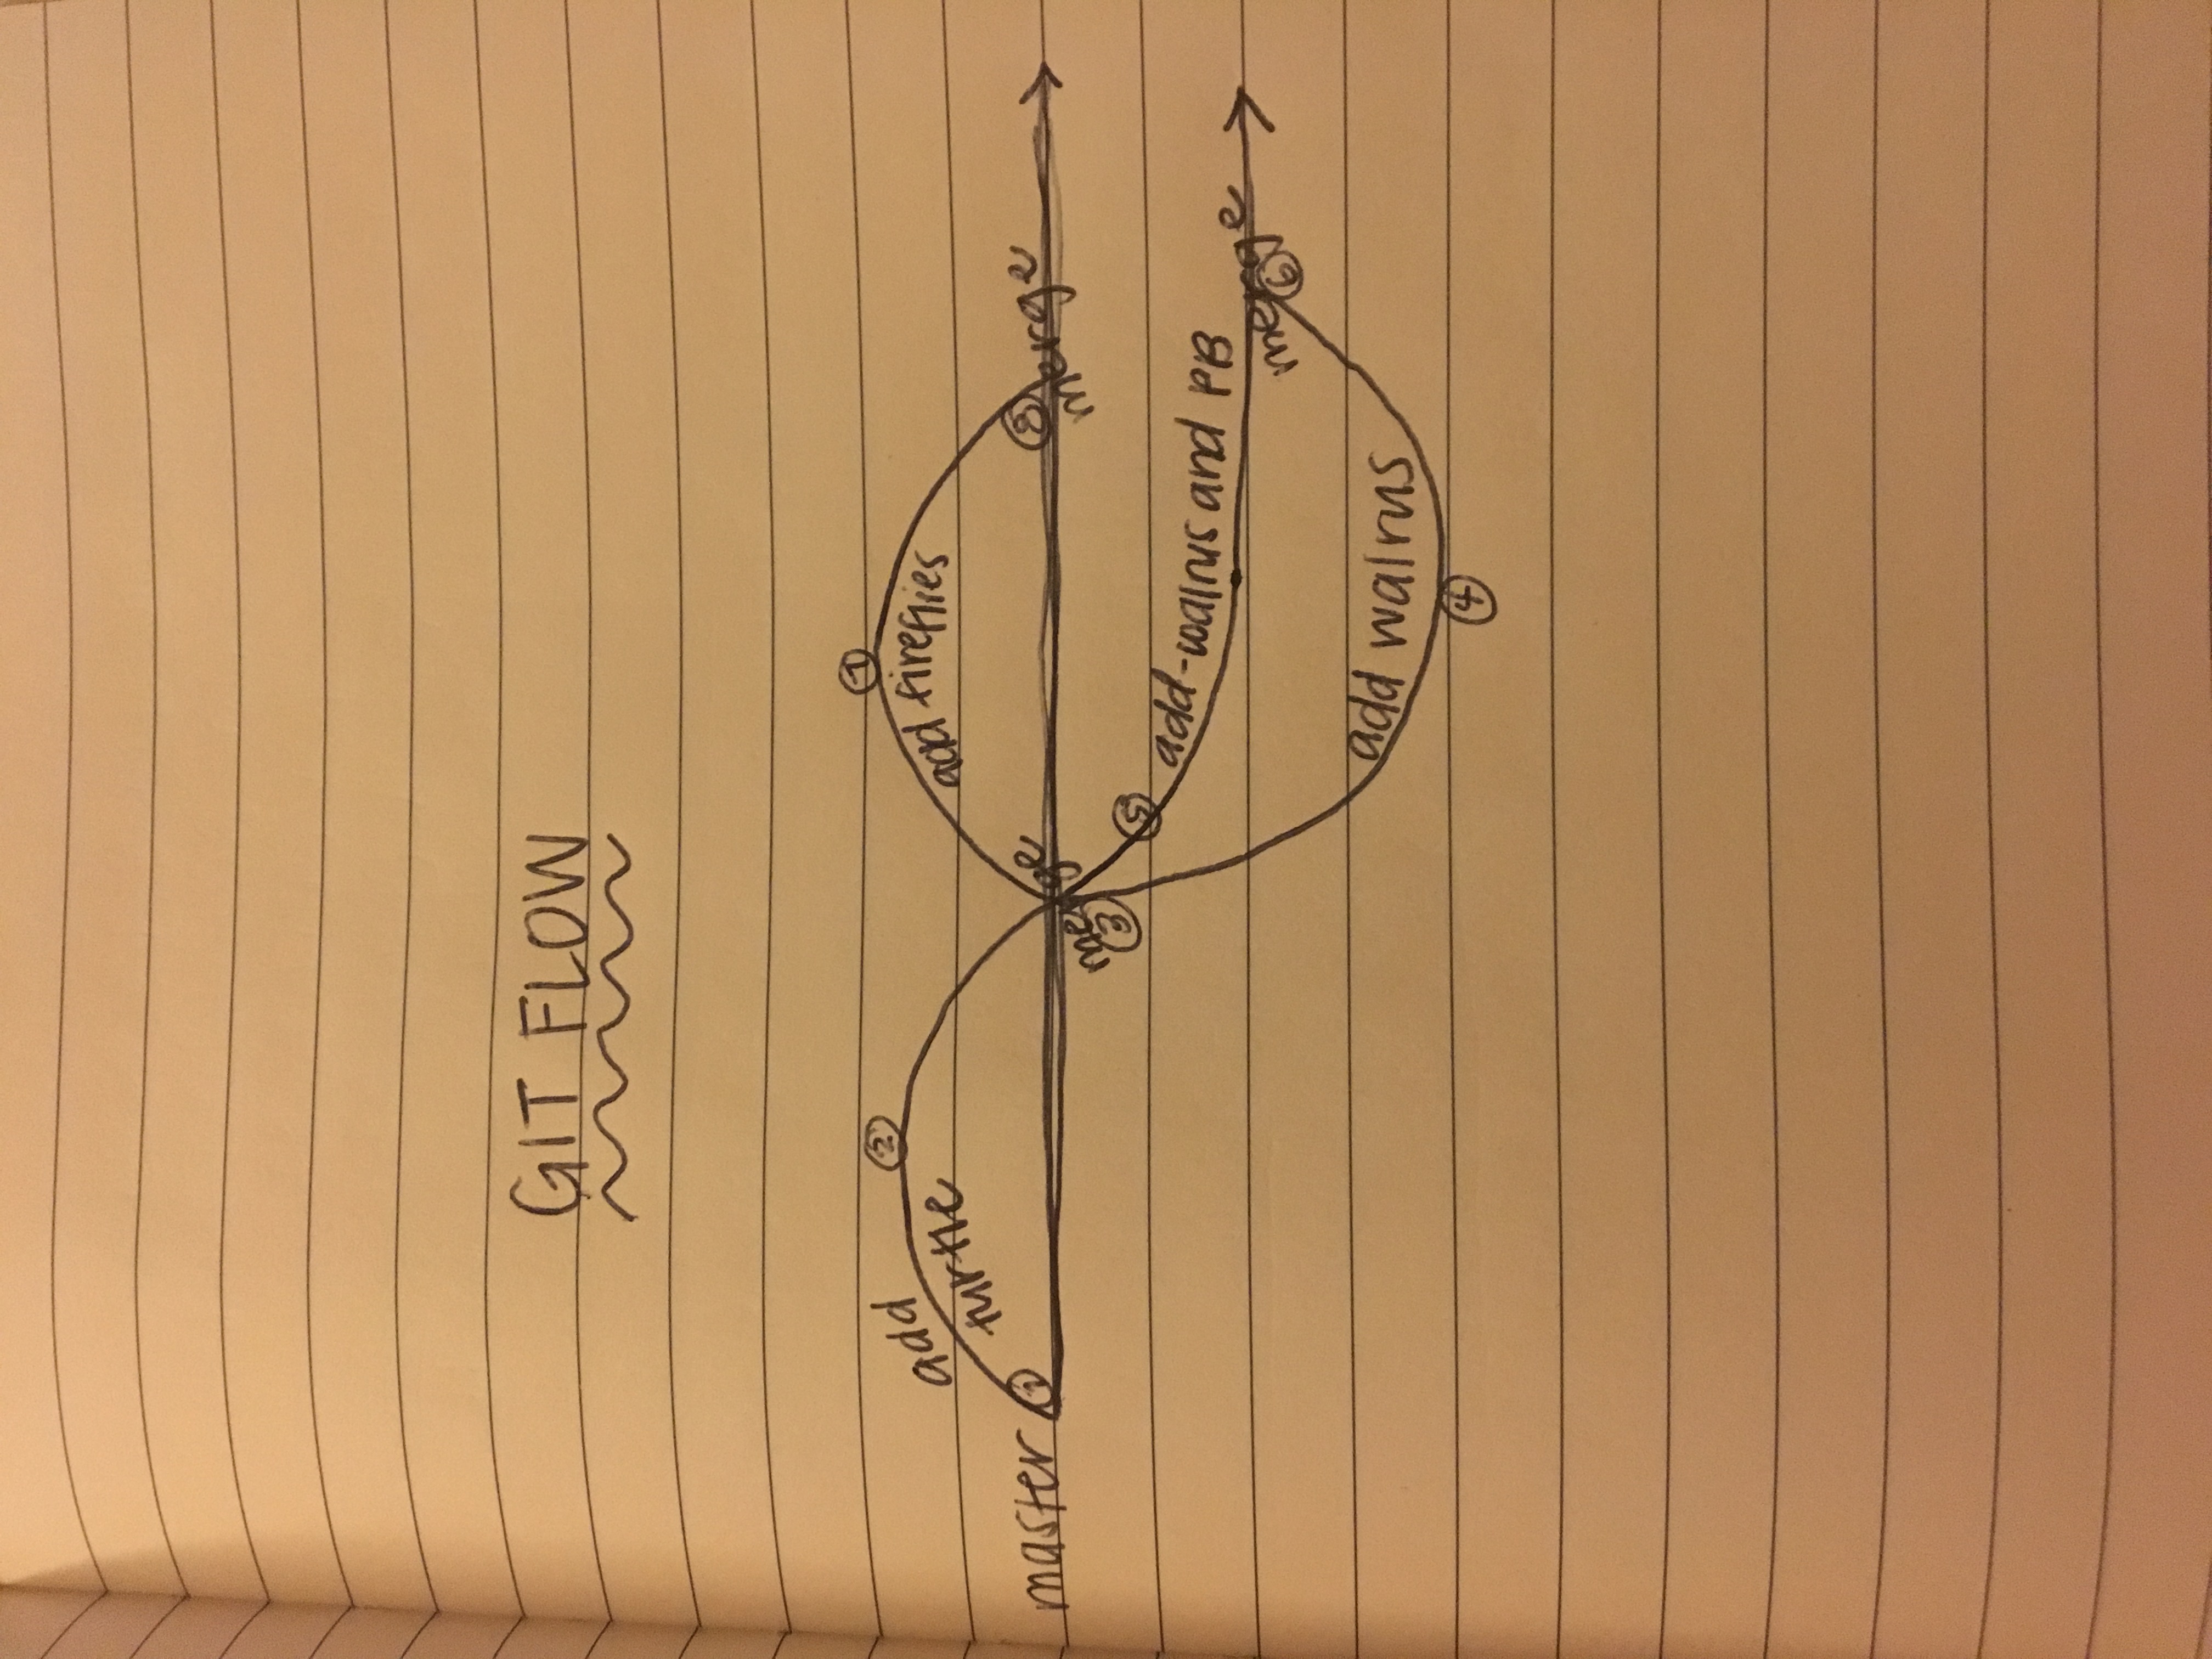 GIT FLOW
②
⑦
add
turtle
add fireflies
master
①
merge
③
⑧
merge
⑤
add-walrus and PB
merge
⑥
add walrus
④